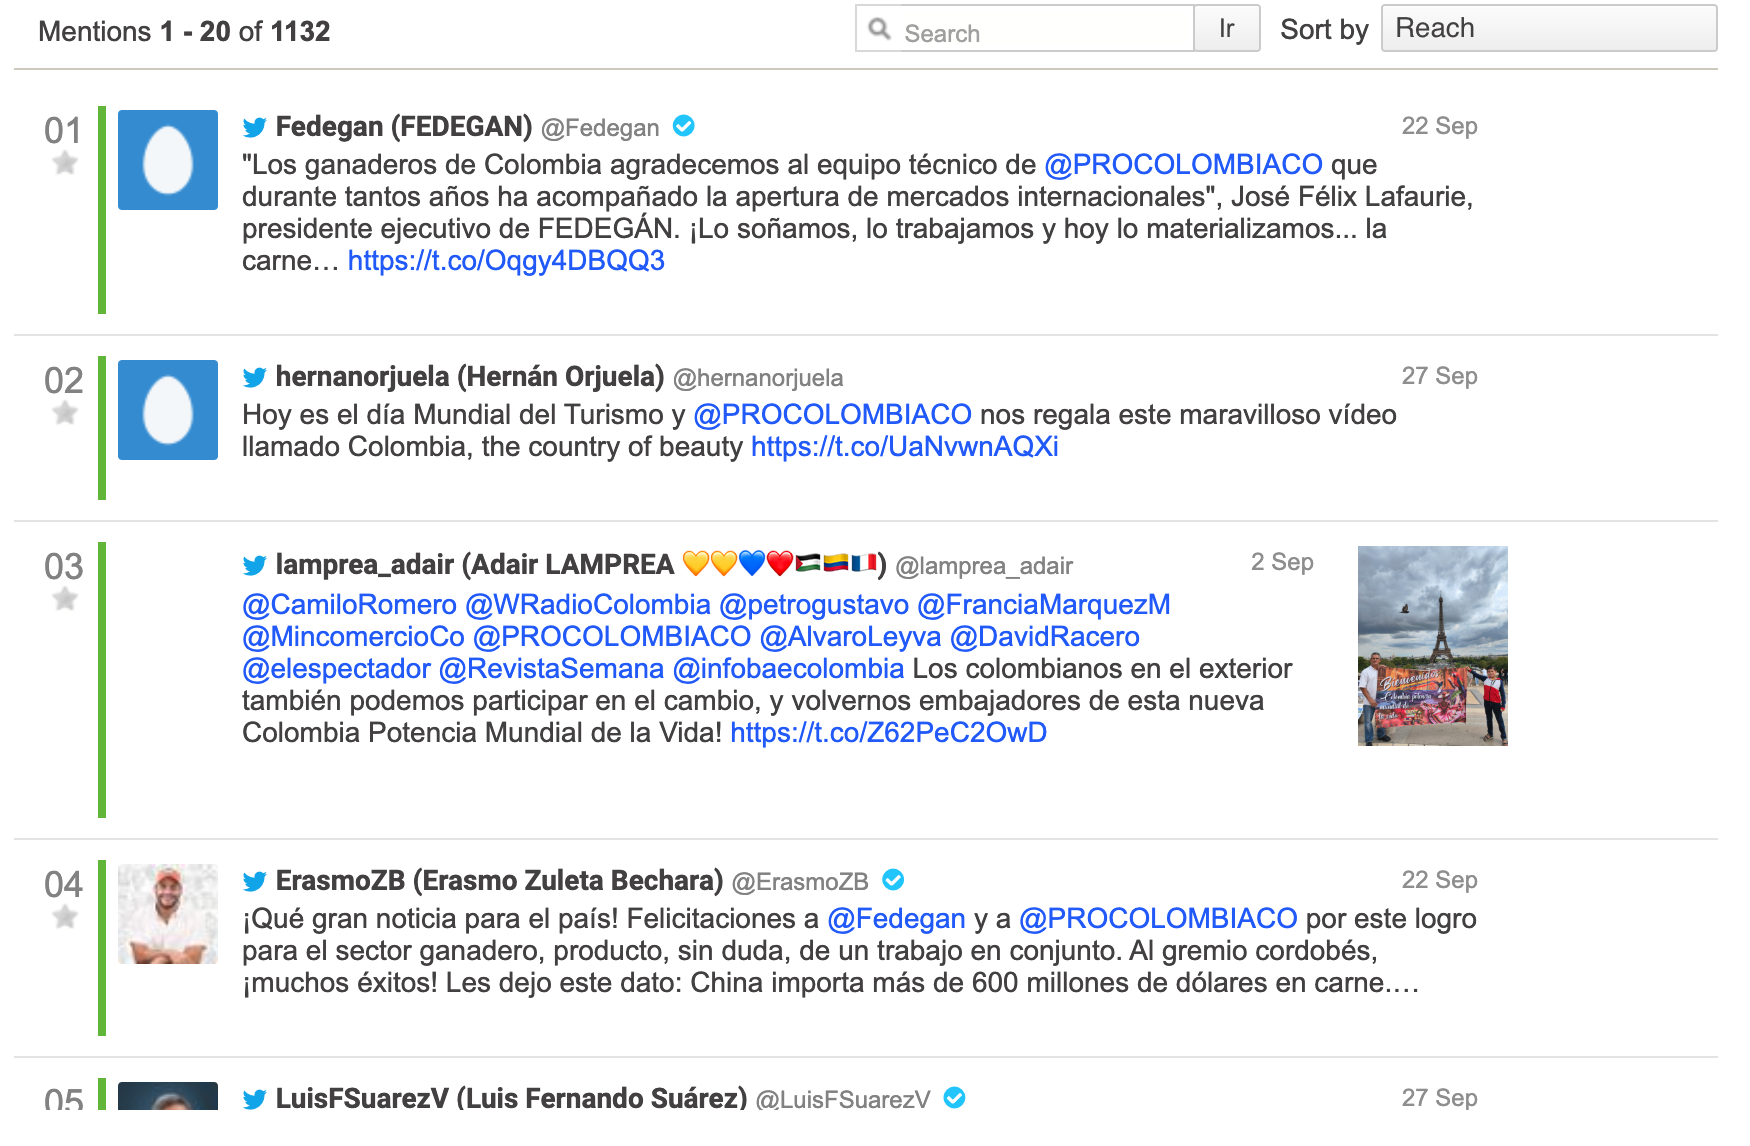 Mentions 1 - 20 of 1132
Search
Ir
Sort by
Reach
01
Fedegan (FEDEGAN) @Fedegan
22 Sep
"Los ganaderos de Colombia agradecemos al equipo técnico de @PROCOLOMBIACO que
durante tantos años ha acompañado la apertura de mercados internacionales", José Félix Lafaurie,
presidente ejecutivo de FEDEGÁN. ¡Lo soñamos, lo trabajamos y hoy lo materializamos... la
carne… https://t.co/Oqgy4DBQQ3
02
hernanorjuela (Hernán Orjuela) @hernanorjuela
27 Sep
Hoy es el día Mundial del Turismo y @PROCOLOMBIACO nos regala este maravilloso vídeo
llamado Colombia, the country of beauty https://t.co/UaNvwnAQXi
03
lamprea_adair (Adair LAMPREA 💛💛💙❤️🇵🇸🇨🇴🇫🇷) @lamprea_adair
2 Sep
@CamiloRomero @WRadioColombia @petrogustavo @FranciaMarquezM
@MincomercioCo @PROCOLOMBIACO @AlvaroLeyva @DavidRacero
@elespectador @RevistaSemana @infobaecolombia Los colombianos en el exterior
también podemos participar en el cambio, y volvernos embajadores de esta nueva
Colombia Potencia Mundial de la Vida! https://t.co/Z62PeC2OwD
Bienvenidos
Colombia potencia
mundial de
la vida
04
ErasmoZB (Erasmo Zuleta Bechara) @ErasmoZB
22 Sep
¡Qué gran noticia para el país! Felicitaciones a @Fedegan y a @PROCOLOMBIACO por este logro
para el sector ganadero, producto, sin duda, de un trabajo en conjunto. Al gremio cordobés,
¡muchos éxitos! Les dejo este dato: China importa más de 600 millones de dólares en carne.…
05
LuisFSuarezV (Luis Fernando Suárez) @LuisFSuarezV
27 Sep